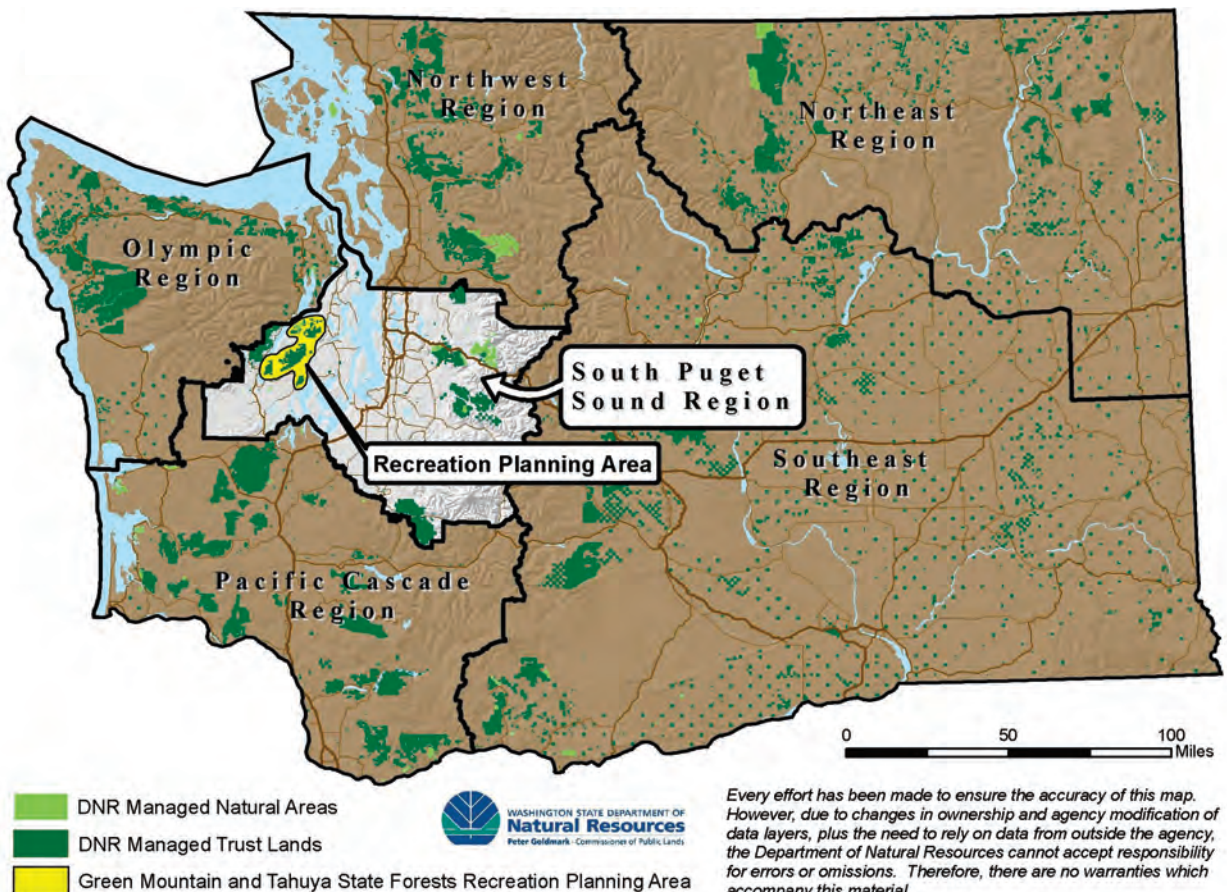 Northwest
Region
Northeast
Region
Olympic
Region
South Puget
Sound Region
Recreation Planning Area
Southeast
Region
Pacific Cascade
Region
0 50 100
Miles
DNR Managed Natural Areas
DNR Managed Trust Lands
Green Mountain and Tahuya State Forests Recreation Planning Area
WASHINGTON STATE DEPARTMENT OF
Natural Resources
Peter Goldmark - Commissioner of Public Lands
Every effort has been made to ensure the accuracy of this map.
However, due to changes in ownership and agency modification of
data layers, plus the need to rely on data from outside the agency,
the Department of Natural Resources cannot accept responsibility
for errors or omissions. Therefore, there are no warranties which
accompany this material.